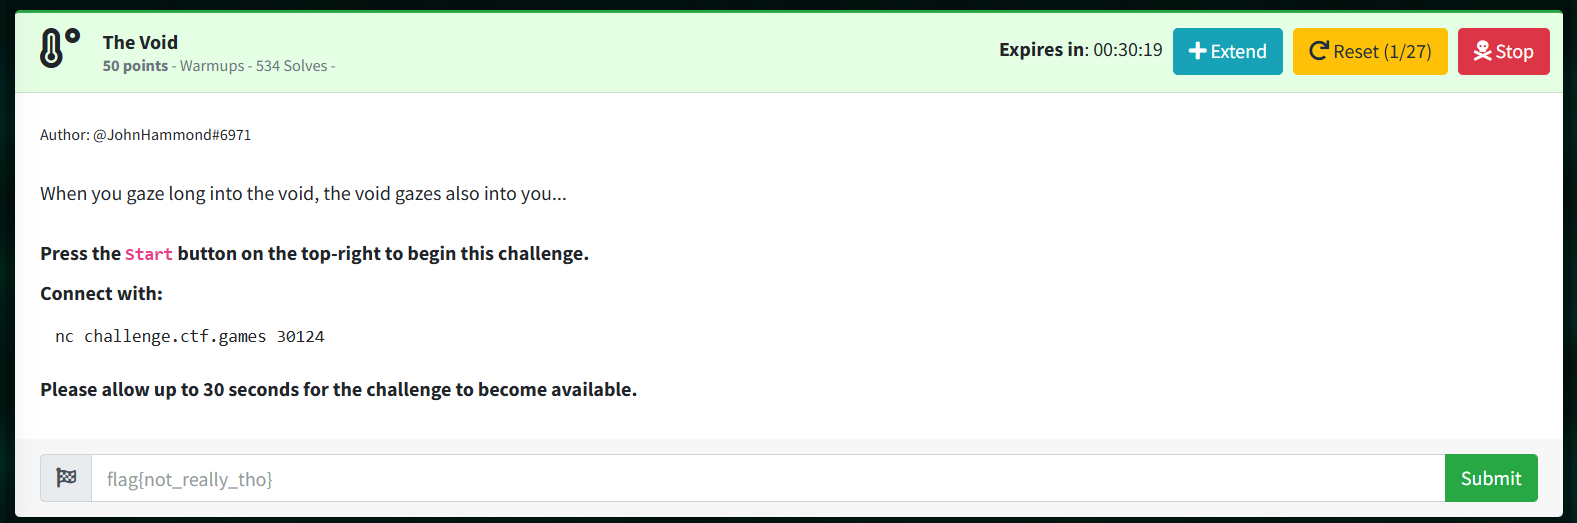 The Void
50 points - Warmups - 534 Solves -
Expires in: 00:30:19
Extend
Reset (1/27)
Stop
Author: @JohnHammond#6971
When you gaze long into the void, the void gazes also into you...
Press the Start button on the top-right to begin this challenge.
Connect with:
nc challenge.ctf.games 30124
Please allow up to 30 seconds for the challenge to become available.
flag{not_really_tho}
Submit